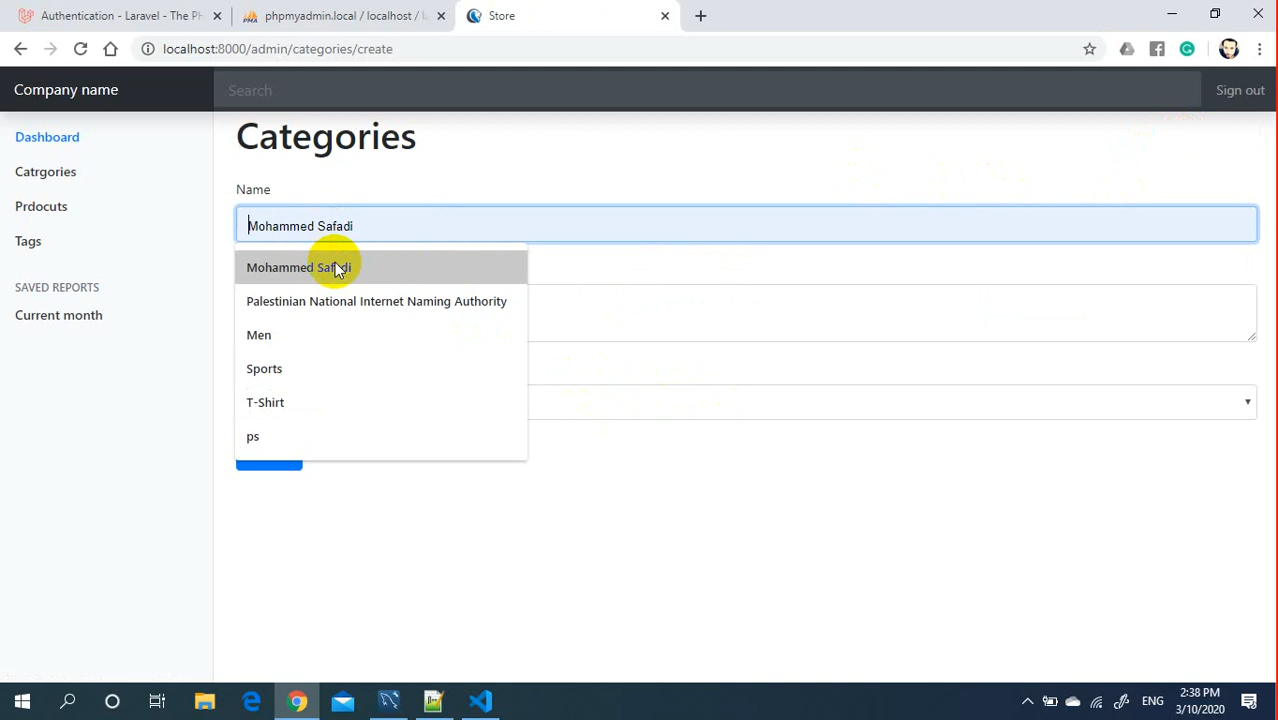 Authentication - Laravel - The PH
phpmyadmin.local / localhost / la
Store
localhost:8000/admin/categories/create
Company name
Search
Sign out
Dashboard
Catrgories
Prdocuts
Tags
SAVED REPORTS
Current month
Categories
Name
Mohammed Safadi
Mohammed Safadi
Palestinian National Internet Naming Authority
Men
Sports
T-Shirt
ps
ENG
2:38 PM
3/10/2020